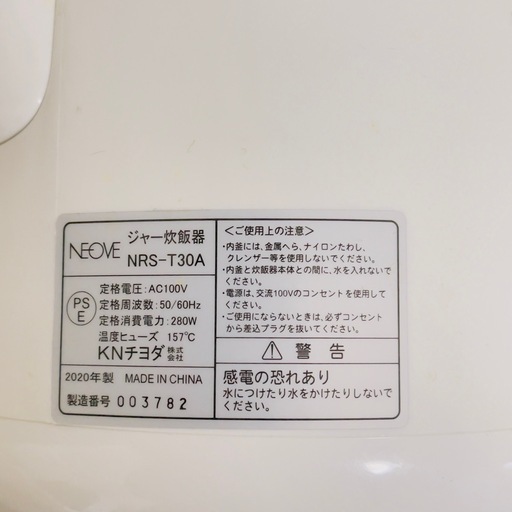 NEOVE ジャー炊飯器
NRS-T30A
PS
E
定格電圧:AC100V
定格周波数:50/60Hz
定格消費電力:280W
温度ヒューズ 157℃
KNチヨダ株式会社
2020年製 MADE IN CHINA
製造番号 003782
<ご使用上の注意>
・内釜には、金属へら、ナイロンたわし、
クレンザー等を使用しないでください。
・内釜と炊飯器本体との間に、水を入れないで
ください。
・電源は、交流100Vのコンセントを使用して
ください。
・ご使用にならないときは、必ずコンセント
から差込プラグを抜いてください。
⚠ 警告
感電の恐れあり
水につけたり水をかけたりしないで
ください。